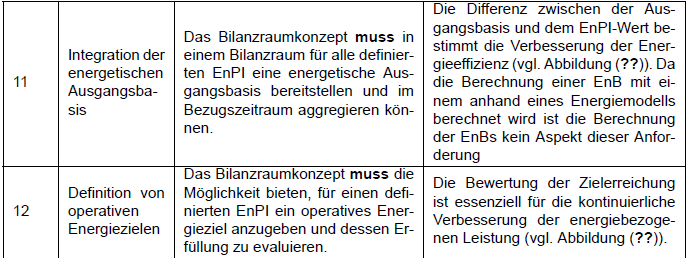 11
Integration der
energetischen
Ausgangsba-
sis
Das Bilanzraumkonzept muss in
einem Bilanzraum für alle definier-
ten EnPI eine energetische Aus-
gangsbasis bereitstellen und im
Bezugszeitraum aggregieren kön-
nen.
Die Differenz zwischen der Aus-
gangsbasis und dem EnPI-Wert be-
stimmt die Verbesserung der Ener-
gieeffizienz (vgl. Abbildung (??)). Da
die Berechnung einer EnB mit ei-
nem anhand eines Energiemodells
berechnet wird ist die Berechnung
der EnBs kein Aspekt dieser Anfor-
derung
12
Definition von
operativen
Energiezielen
Das Bilanzraumkonzept muss die
Möglichkeit bieten, für einen defi-
nierten EnPI ein operatives Ener-
gieziel anzugeben und dessen Er-
füllung zu evaluieren.
Die Bewertung der Zielerreichung
ist essenziell für die kontinuierliche
Verbesserung der energiebezoge-
nen Leistung (vgl. Abbildung (??)).